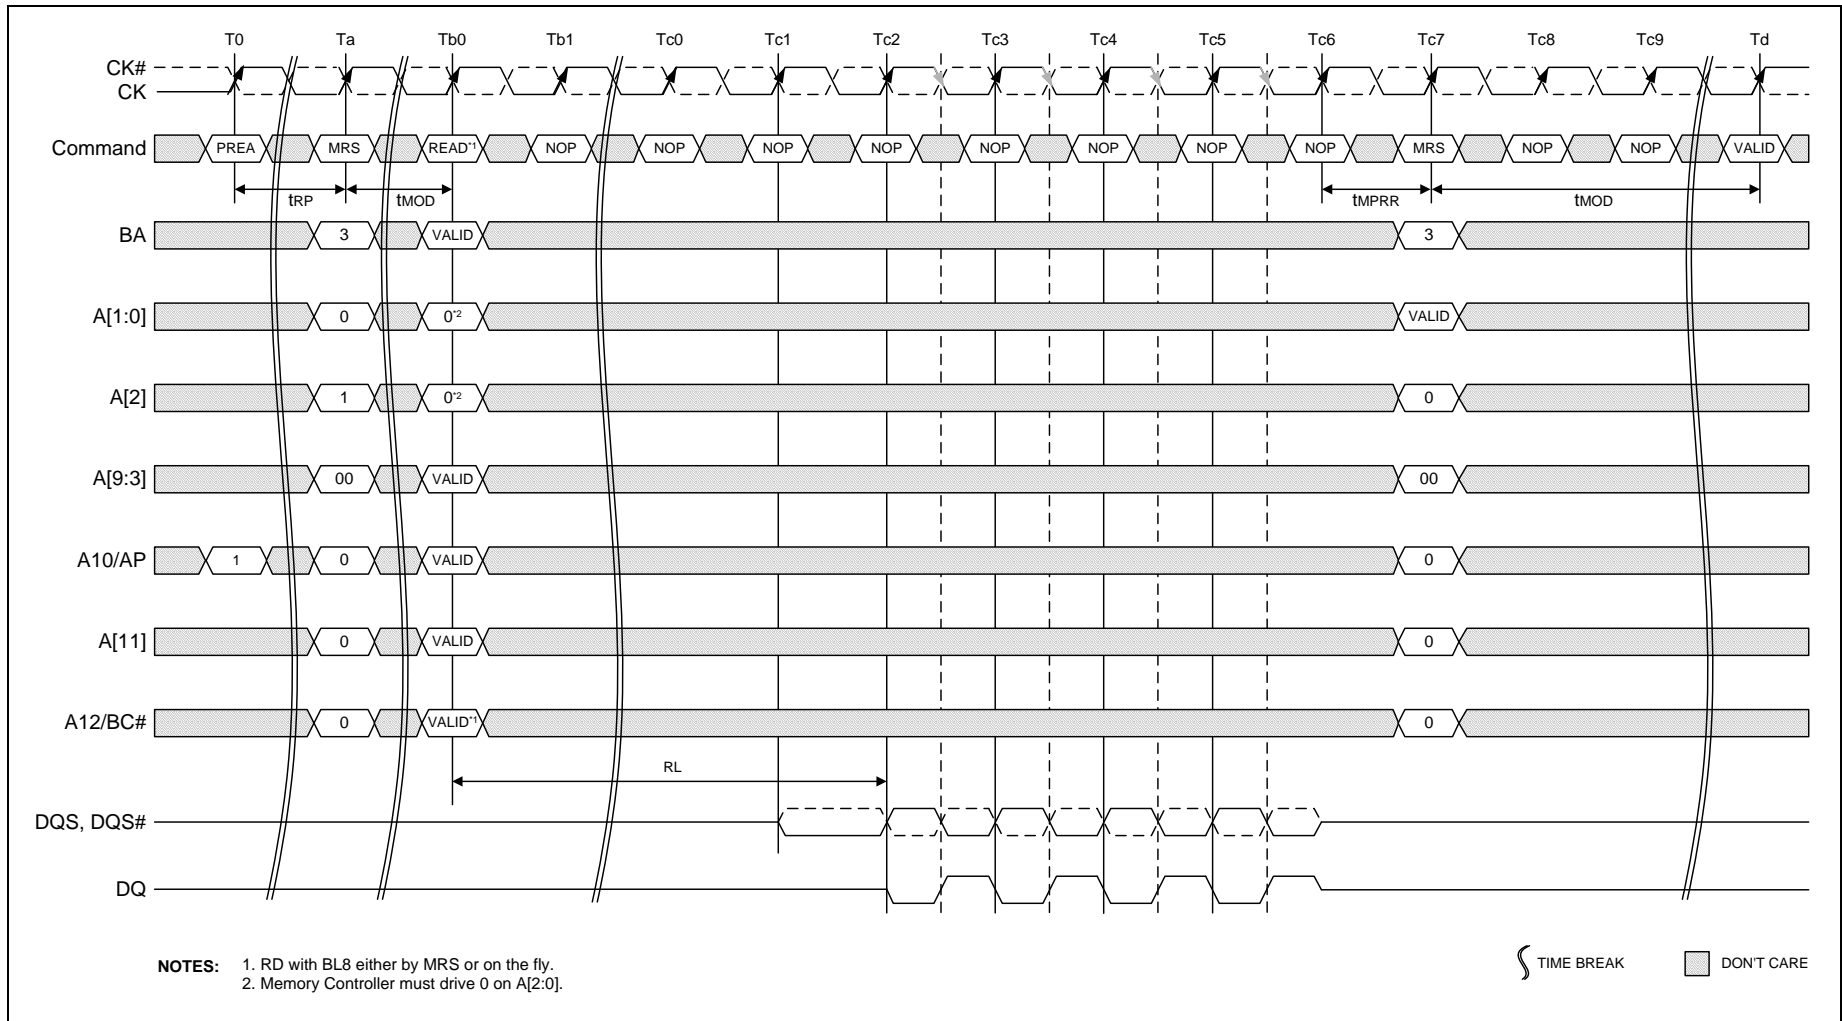 T0 Ta Tb0 Tb1 Tc0 Tc1 Tc2 Tc3 Tc4 Tc5 Tc6 Tc7 Tc8 Tc9 Td
CK#
CK
Command PREA MRS READ*1 NOP NOP NOP NOP NOP NOP NOP NOP MRS NOP NOP VALID
tRP tMOD tMPRR tMOD
BA 3 VALID 3
A[1:0] 0 0*2 VALID
A[2] 1 0*2 0
A[9:3] 00 VALID 00
A10/AP 1 0 VALID 0
A[11] 0 VALID 0
A12/BC# 0 VALID*1 0
RL
DQS, DQS#
DQ
NOTES: 1. RD with BL8 either by MRS or on the fly.
2. Memory Controller must drive 0 on A[2:0].
TIME BREAK DON'T CARE